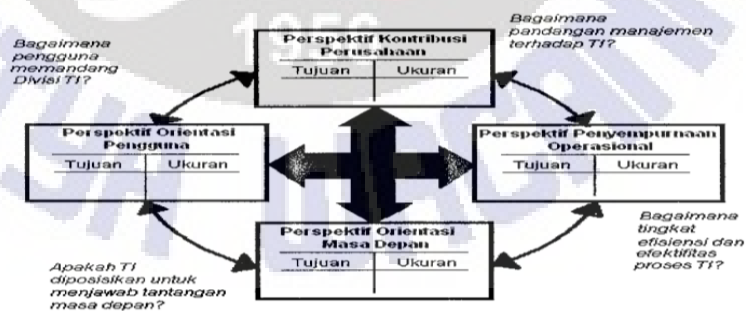 Bagaimana
pengguna
memandang
Divisi TI?
Perspektif Kontribusi
Perusahaan
Tujuan Ukuran
Bagaimana
pandangan manajemen
terhadap TI?
Perspektif Orientasi
Pengguna
Tujuan Ukuran
Perspektif Penyempurnaan
Operasional
Tujuan Ukuran
Perspektif Orientasi
Masa Depan
Tujuan Ukuran
Apakah TI
diposisikan untuk
menjawab tantangan
masa depan?
Bagaimana
tingkat
efisiensi dan
efektifitas
proses TI?